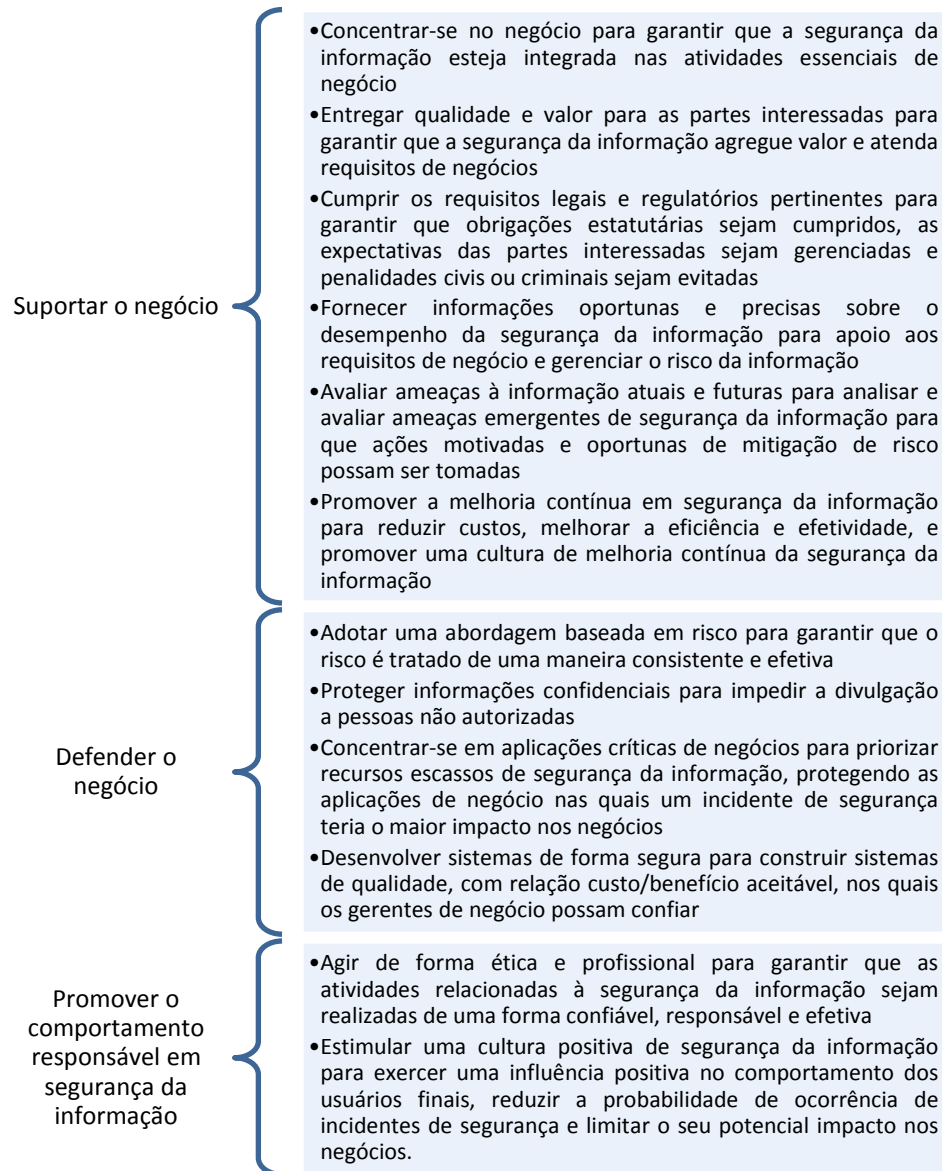 Suportar o negócio
•Concentrar-se no negócio para garantir que a segurança da
informação esteja integrada nas atividades essenciais de
negócio
•Entregar qualidade e valor para as partes interessadas para
garantir que a segurança da informação agregue valor e atenda
requisitos de negócios
•Cumprir os requisitos legais e regulatórios pertinentes para
garantir que obrigações estatutárias sejam cumpridos, as
expectativas das partes interessadas sejam gerenciadas e
penalidades civis ou criminais sejam evitadas
•Fornecer informações oportunas e precisas sobre o
desempenho da segurança da informação para apoio aos
requisitos de negócio e gerenciar o risco da informação
•Avaliar ameaças à informação atuais e futuras para analisar e
avaliar ameaças emergentes de segurança da informação para
que ações motivadas e oportunas de mitigação de risco
possam ser tomadas
•Promover a melhoria contínua em segurança da informação
para reduzir custos, melhorar a eficiência e efetividade, e
promover uma cultura de melhoria contínua da segurança da
informação
Defender o
negócio
•Adotar uma abordagem baseada em risco para garantir que o
risco é tratado de uma maneira consistente e efetiva
•Proteger informações confidenciais para impedir a divulgação
a pessoas não autorizadas
•Concentrar-se em aplicações críticas de negócios para priorizar
recursos escassos de segurança da informação, protegendo as
aplicações de negócio nas quais um incidente de segurança
teria o maior impacto nos negócios
•Desenvolver sistemas de forma segura para construir sistemas
de qualidade, com relação custo/benefício aceitável, nos quais
os gerentes de negócio possam confiar
Promover o
comportamento
responsável em
segurança da
informação
•Agir de forma ética e profissional para garantir que as
atividades relacionadas à segurança da informação sejam
realizadas de uma forma confiável, responsável e efetiva
•Estimular uma cultura positiva de segurança da informação
para exercer uma influência positiva no comportamento dos
usuários finais, reduzir a probabilidade de ocorrência de
incidentes de segurança e limitar o seu potencial impacto nos
negócios.